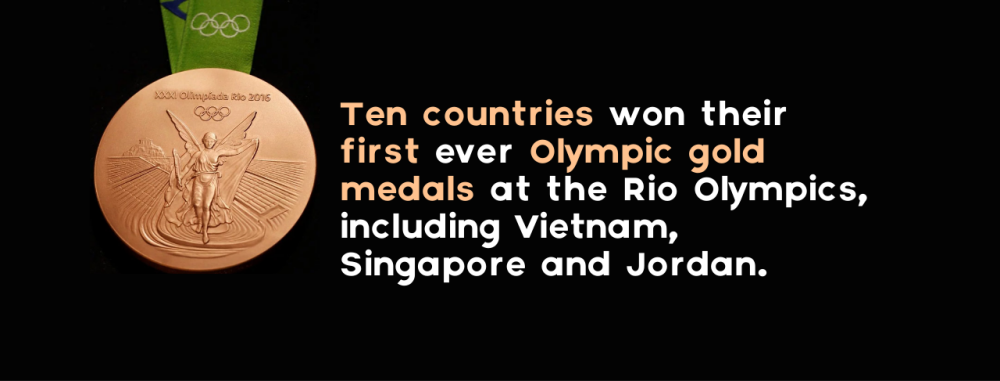 XXXI Olimpíada Rio 2016
Ten countries won their
first ever Olympic gold
medals at the Rio Olympics,
including Vietnam,
Singapore and Jordan.